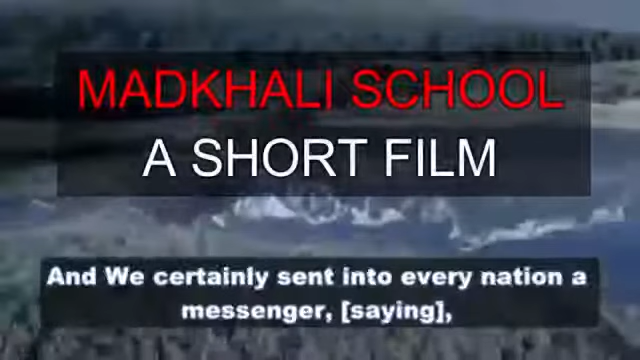 MADKHALI SCHOOL
A SHORT FILM
And We certainly sent into every nation a
messenger, [saying],